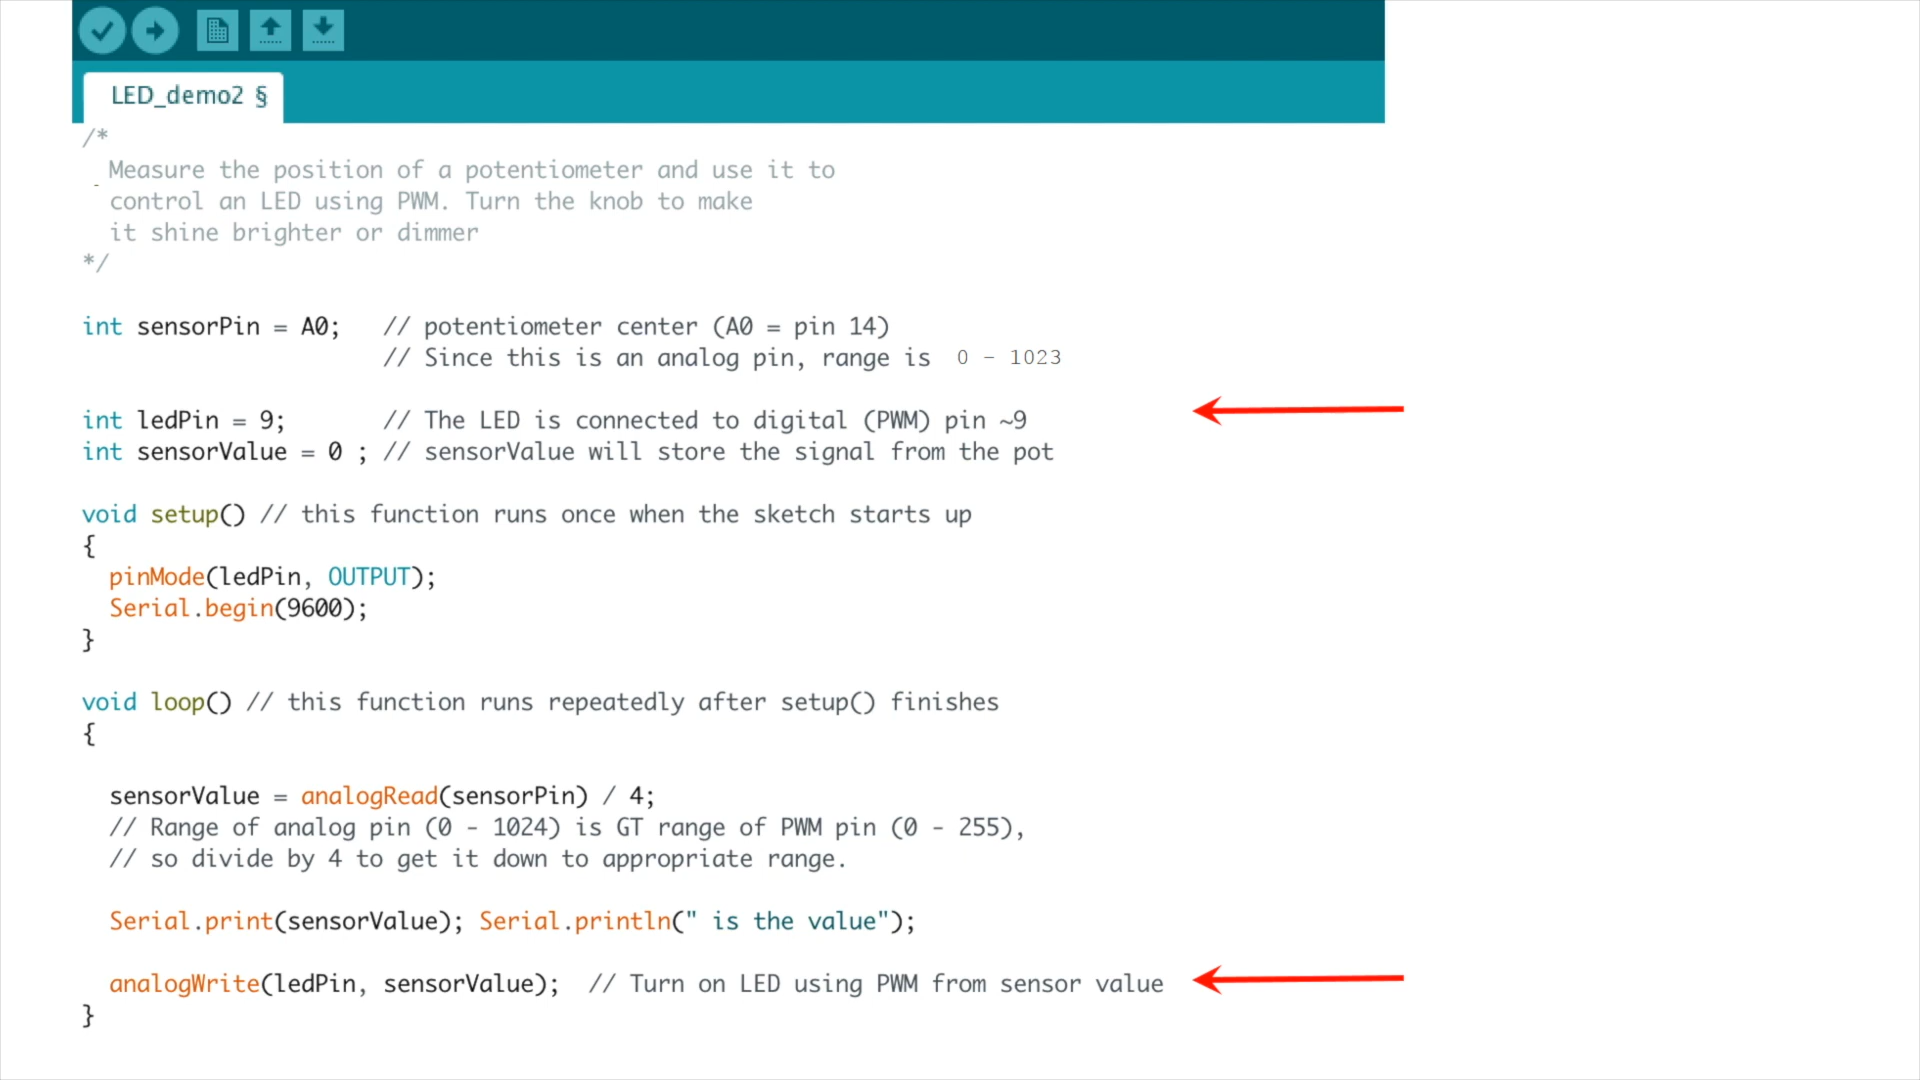 LED_demo2 §
/*
Measure the position of a potentiometer and use it to
control an LED using PWM. Turn the knob to make
it shine brighter or dimmer
*/
int sensorPin = A0;   // potentiometer center (A0 = pin 14)
// Since this is an analog pin, range is 0 - 1023
int ledPin = 9;       // The LED is connected to digital (PWM) pin ~9
int sensorValue = 0 ; // sensorValue will store the signal from the pot
void setup() // this function runs once when the sketch starts up
{
pinMode(ledPin, OUTPUT);
Serial.begin(9600);
}
void loop() // this function runs repeatedly after setup() finishes
{
sensorValue = analogRead(sensorPin) / 4;
// Range of analog pin (0 - 1024) is GT range of PWM pin (0 - 255),
// so divide by 4 to get it down to appropriate range.
Serial.print(sensorValue); Serial.println(" is the value");
analogWrite(ledPin, sensorValue);  // Turn on LED using PWM from sensor value
}